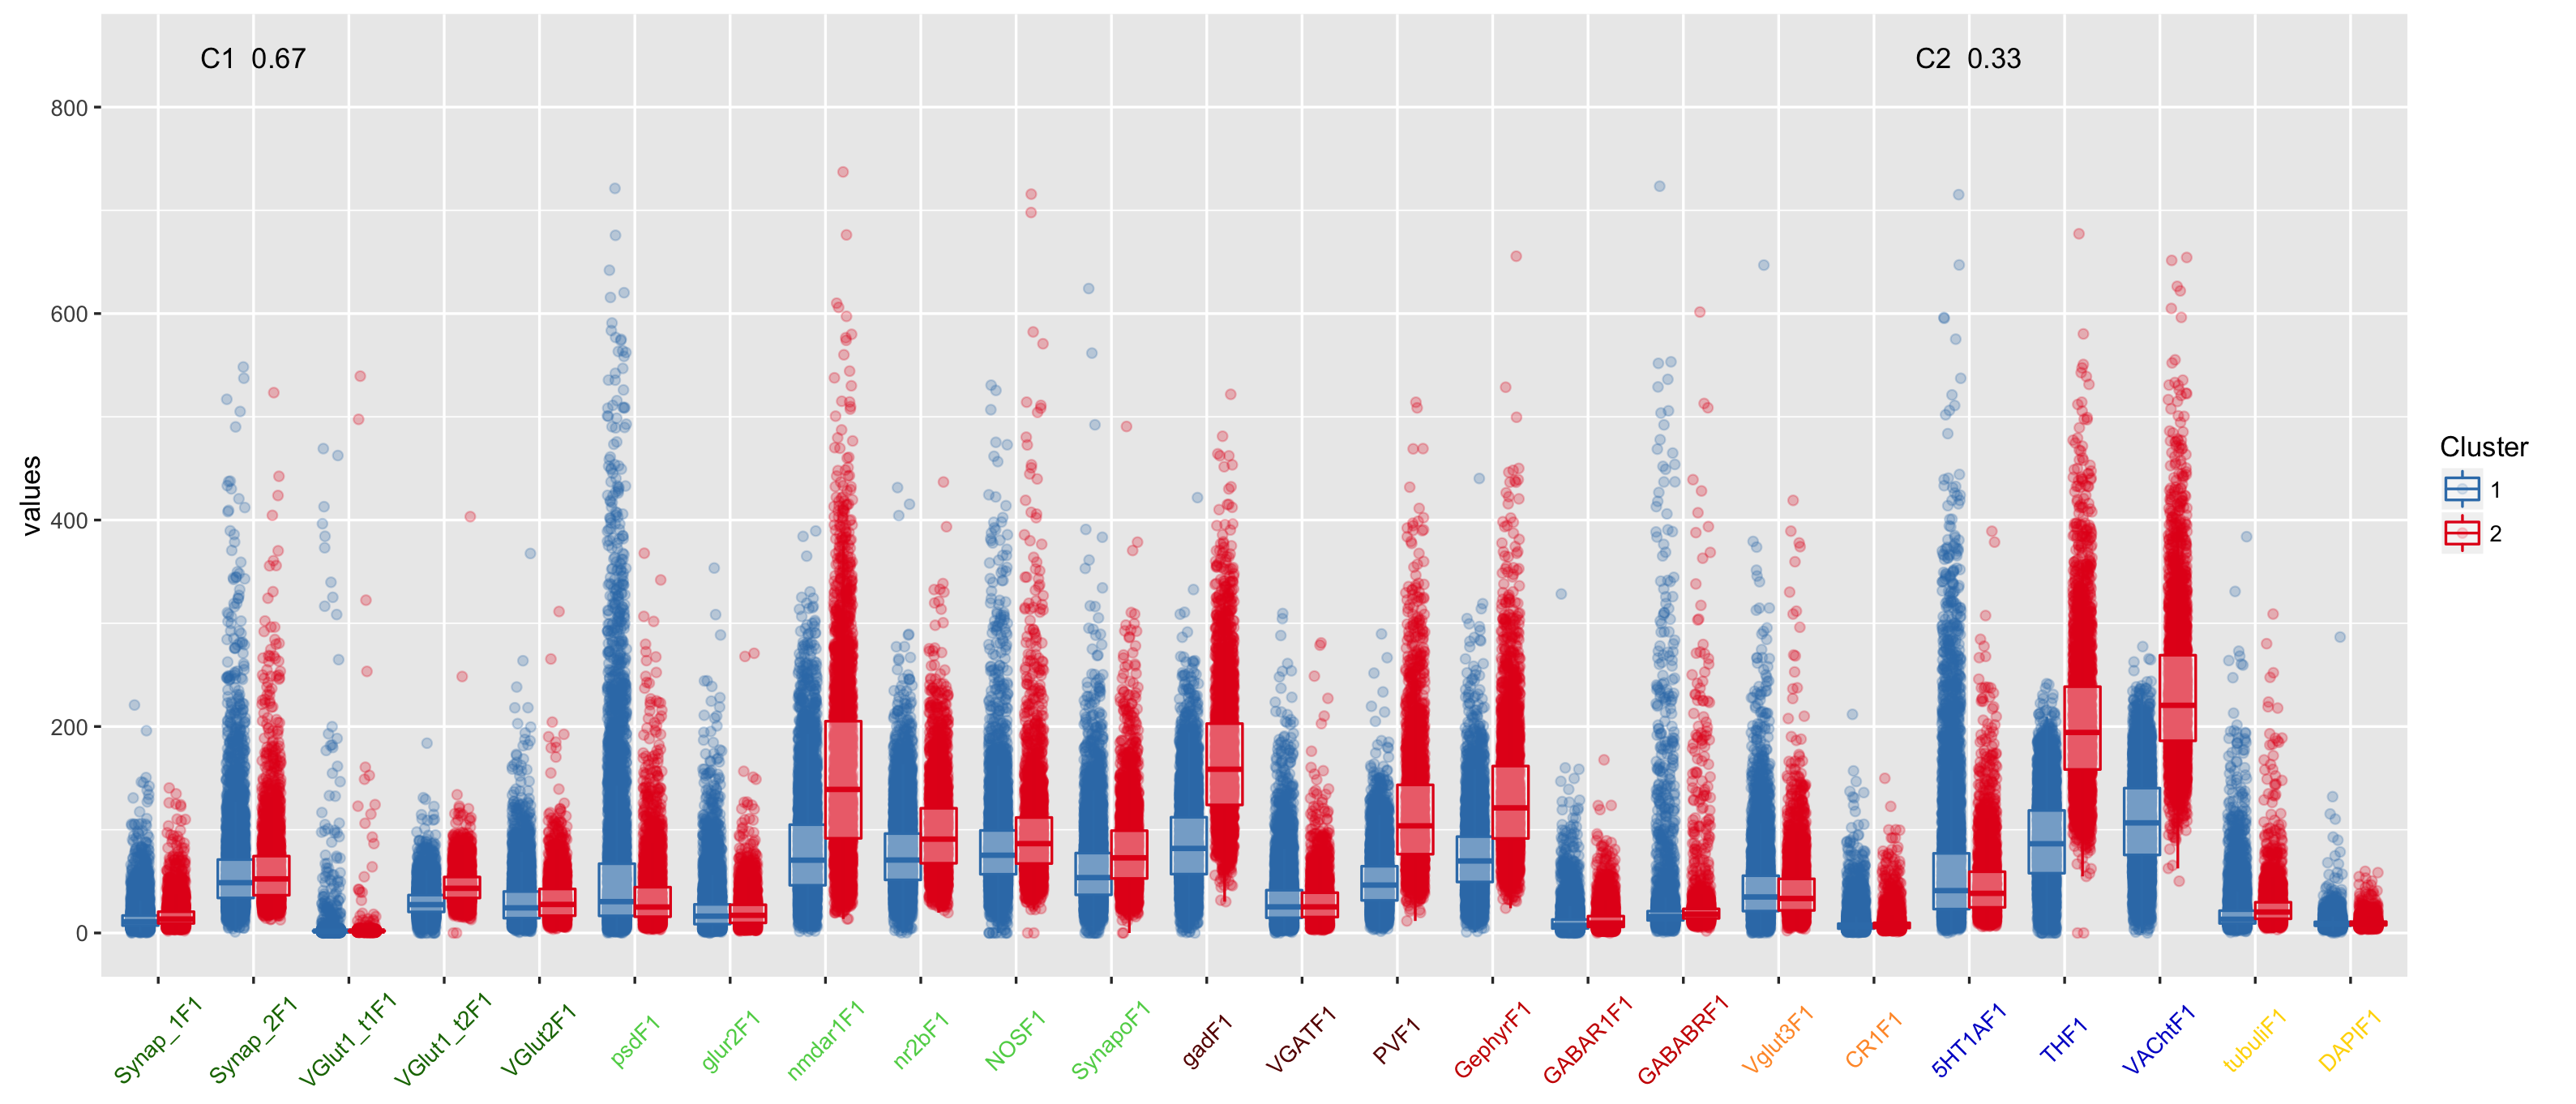 C1 0.67
C2 0.33
800
600
400
200
0
values
Cluster
1
2
Synap_1F1
Synap_2F1
VGlut1_t1F1
VGlut1_t2F1
VGlut2F1
psdF1
glur2F1
nmdar1F1
nr2bF1
NOSF1
SynapoF1
gadF1
VGATF1
PVF1
GephyrF1
GABAR1F1
GABABRF1
Vglut3F1
CR1F1
5HT1AF1
THF1
VAChtF1
tubuliF1
DAPIF1